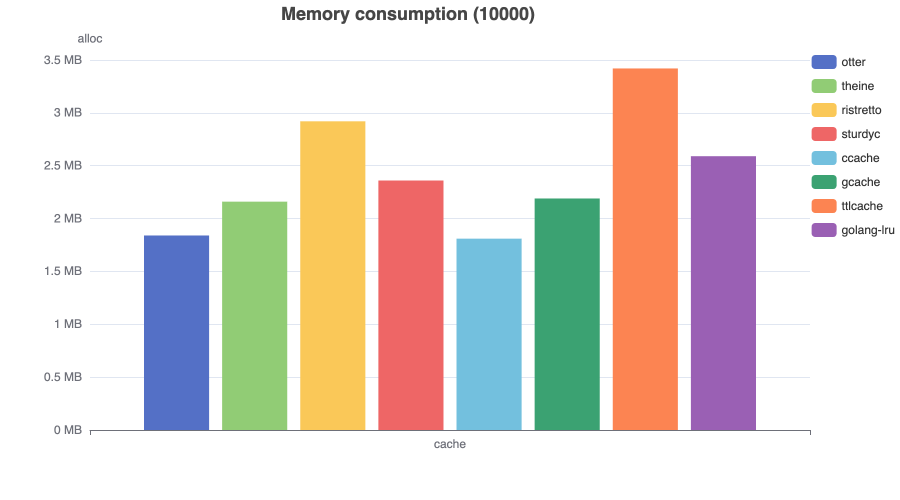 Memory consumption (10000)
alloc
3.5 MB
3 MB
2.5 MB
2 MB
1.5 MB
1 MB
0.5 MB
0 MB
cache
otter
theine
ristretto
sturdyc
ccache
gcache
ttlcache
golang-lru